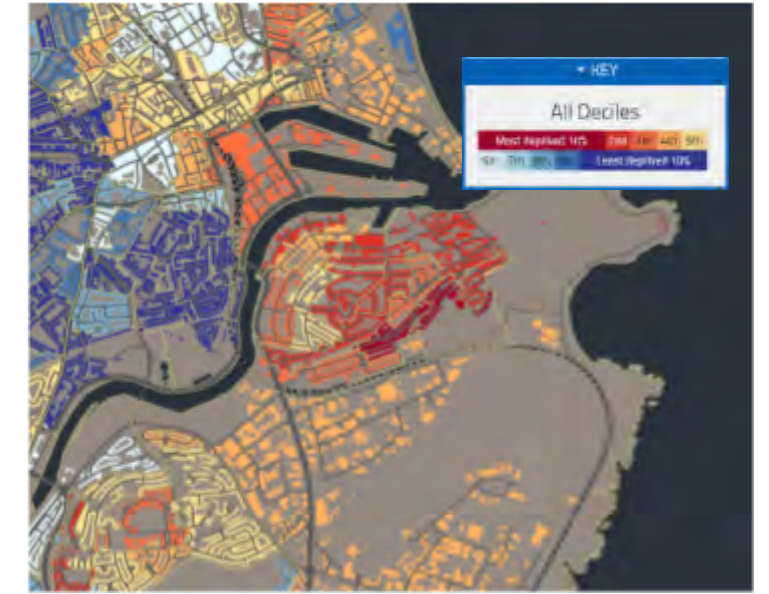 KEY
All Deciles
Most deprived 10% 2nd 3rd 4th 5th
6th 7th 8th 9th Least deprived 10%